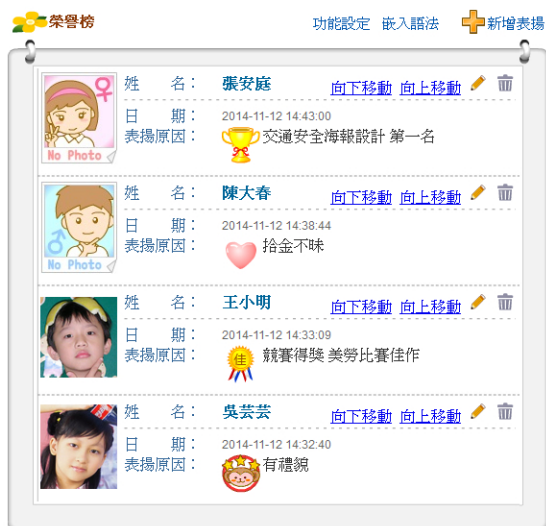 榮譽榜
功能設定 嵌入語法 新增表揚
姓 名： 張安庭 向下移動 向上移動
日 期： 2014-11-12 14:43:00
表揚原因： 交通安全海報設計 第一名
No Photo
姓 名： 陳大春 向下移動 向上移動
日 期： 2014-11-12 14:38:44
表揚原因： 拾金不昧
No Photo
姓 名： 王小明 向下移動 向上移動
日 期： 2014-11-12 14:33:09
表揚原因： 佳 競賽得獎 美勞比賽佳作
姓 名： 吳芸芸 向下移動 向上移動
日 期： 2014-11-12 14:32:40
表揚原因： 有禮貌